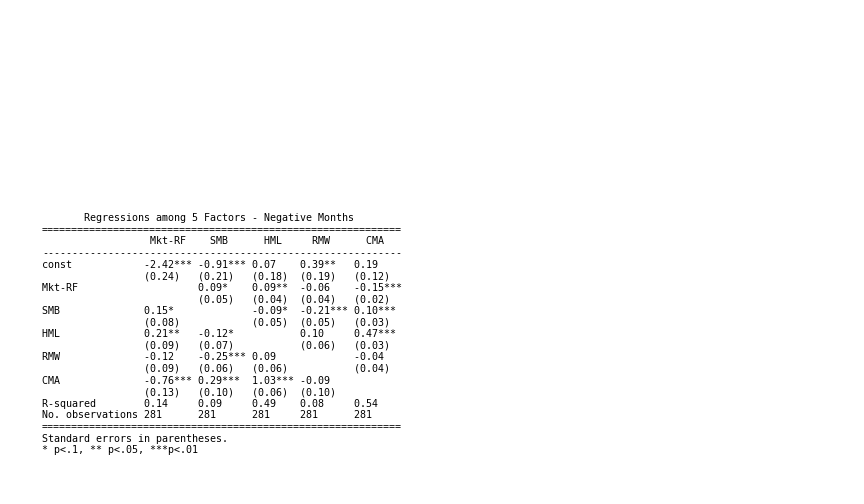 Regressions among 5 Factors - Negative Months
============================================================
                  Mkt-RF    SMB      HML     RMW      CMA
------------------------------------------------------------
const            -2.42*** -0.91*** 0.07    0.39**   0.19
                 (0.24)   (0.21)   (0.18)  (0.19)   (0.12)
Mkt-RF                    0.09*    0.09**  -0.06    -0.15***
                          (0.05)   (0.04)  (0.04)   (0.02)
SMB              0.15*             -0.09*  -0.21*** 0.10***
                 (0.08)            (0.05)  (0.05)   (0.03)
HML              0.21**   -0.12*           0.10     0.47***
                 (0.09)   (0.07)           (0.06)   (0.03)
RMW              -0.12    -0.25*** 0.09             -0.04
                 (0.09)   (0.06)   (0.06)           (0.04)
CMA              -0.76*** 0.29***  1.03*** -0.09
                 (0.13)   (0.10)   (0.06)  (0.10)
R-squared        0.14     0.09     0.49    0.08     0.54
No. observations 281      281      281     281      281
============================================================
Standard errors in parentheses.
* p<.1, ** p<.05, ***p<.01